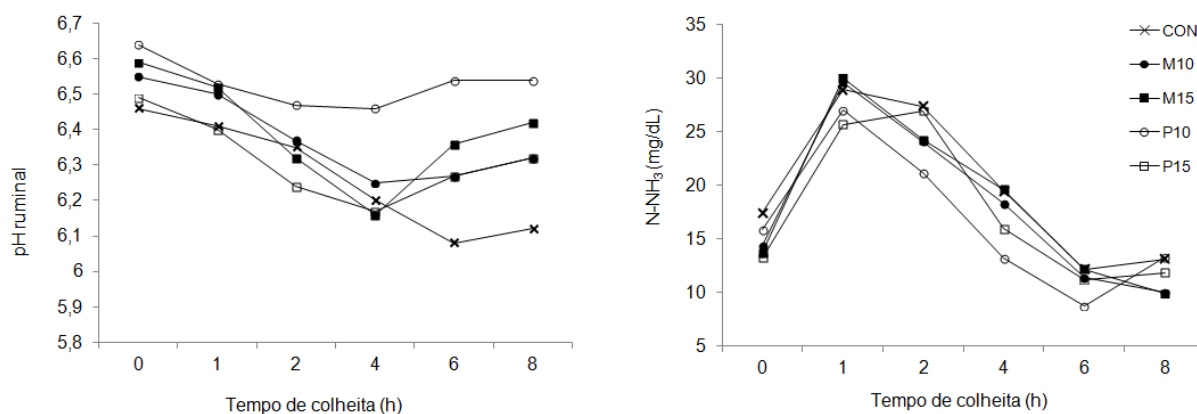 pH ruminal
6,7
6,6
6,5
6,4
6,3
6,2
6,1
6
5,9
5,8
0 1 2 4 6 8
Tempo de colheita (h)
N-NH₃ (mg/dL)
35
30
25
20
15
10
5
0 1 2 4 6 8
Tempo de colheita (h)
CON
M10
M15
P10
P15